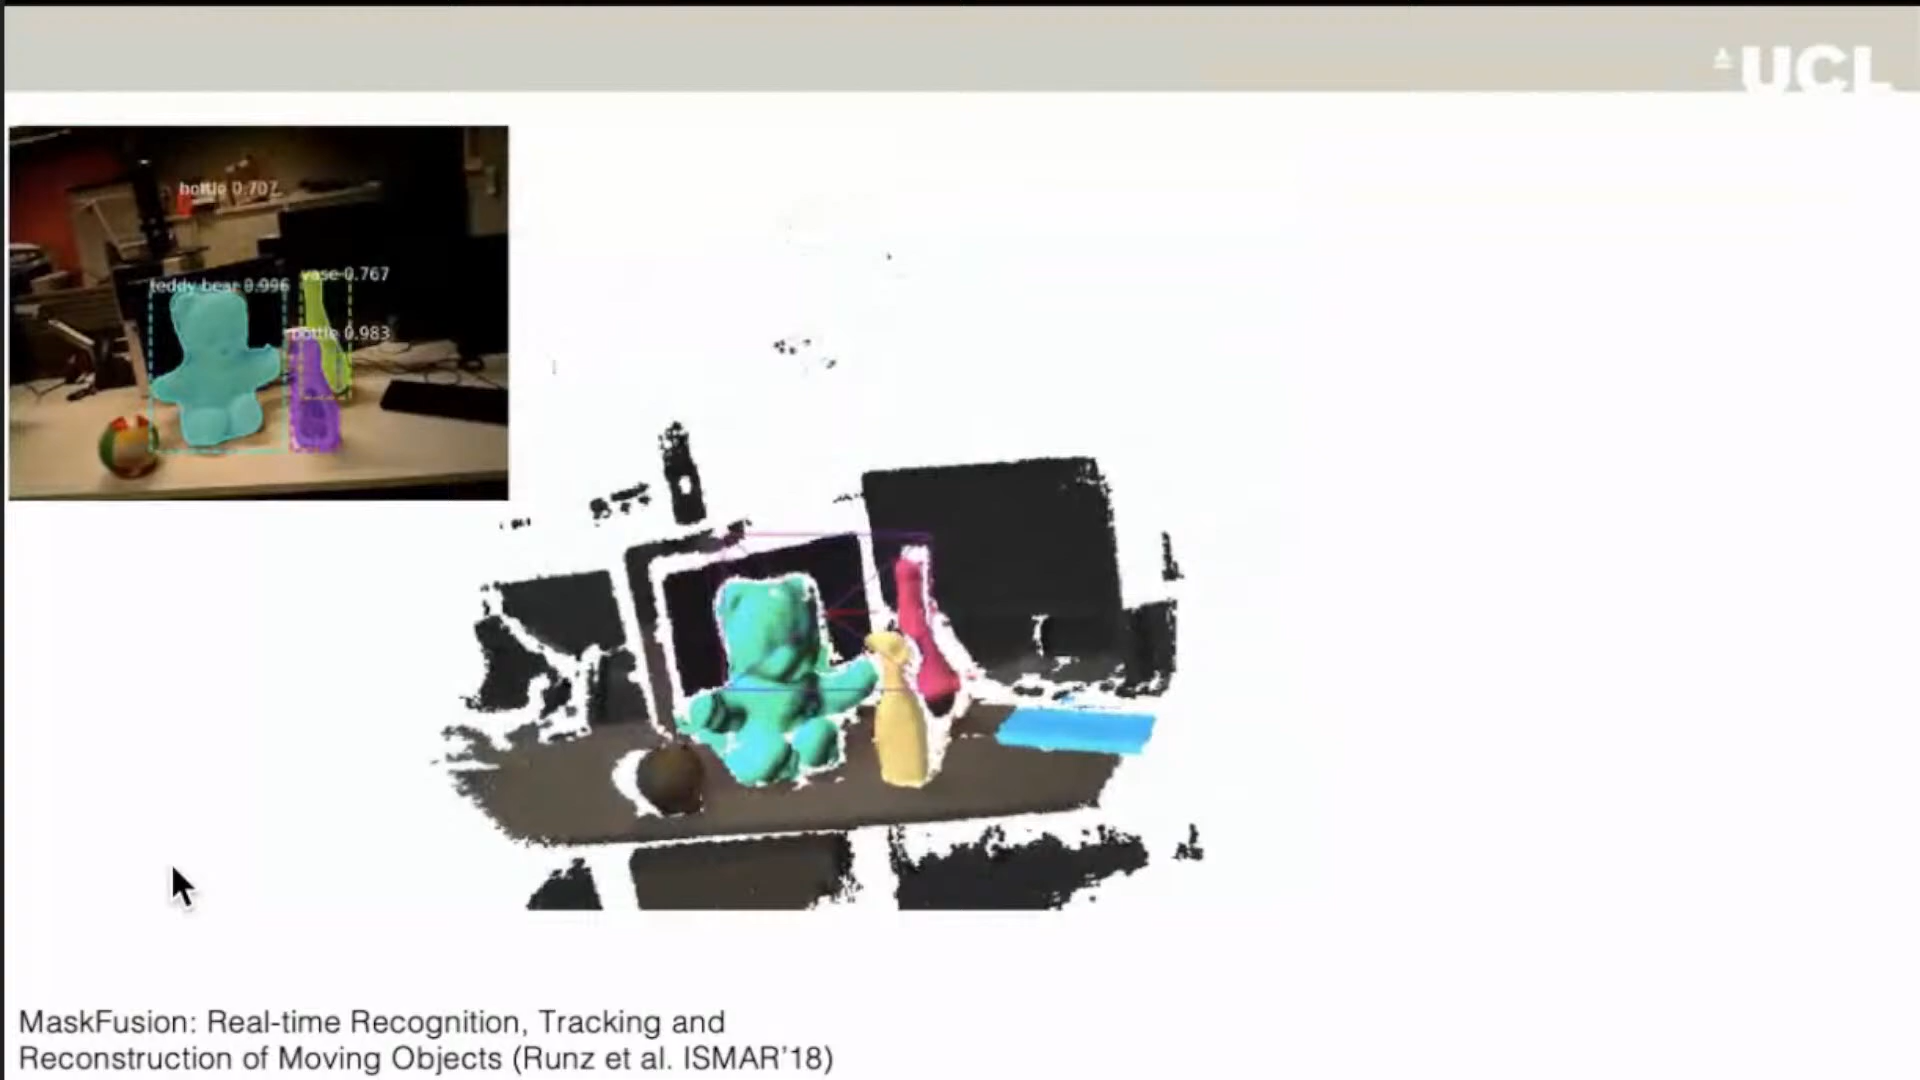 UCL
bottle 0.707
vase 0.767
teddy bear 0.996
bottle 0.983
MaskFusion: Real-time Recognition, Tracking and
Reconstruction of Moving Objects (Runz et al. ISMAR'18)